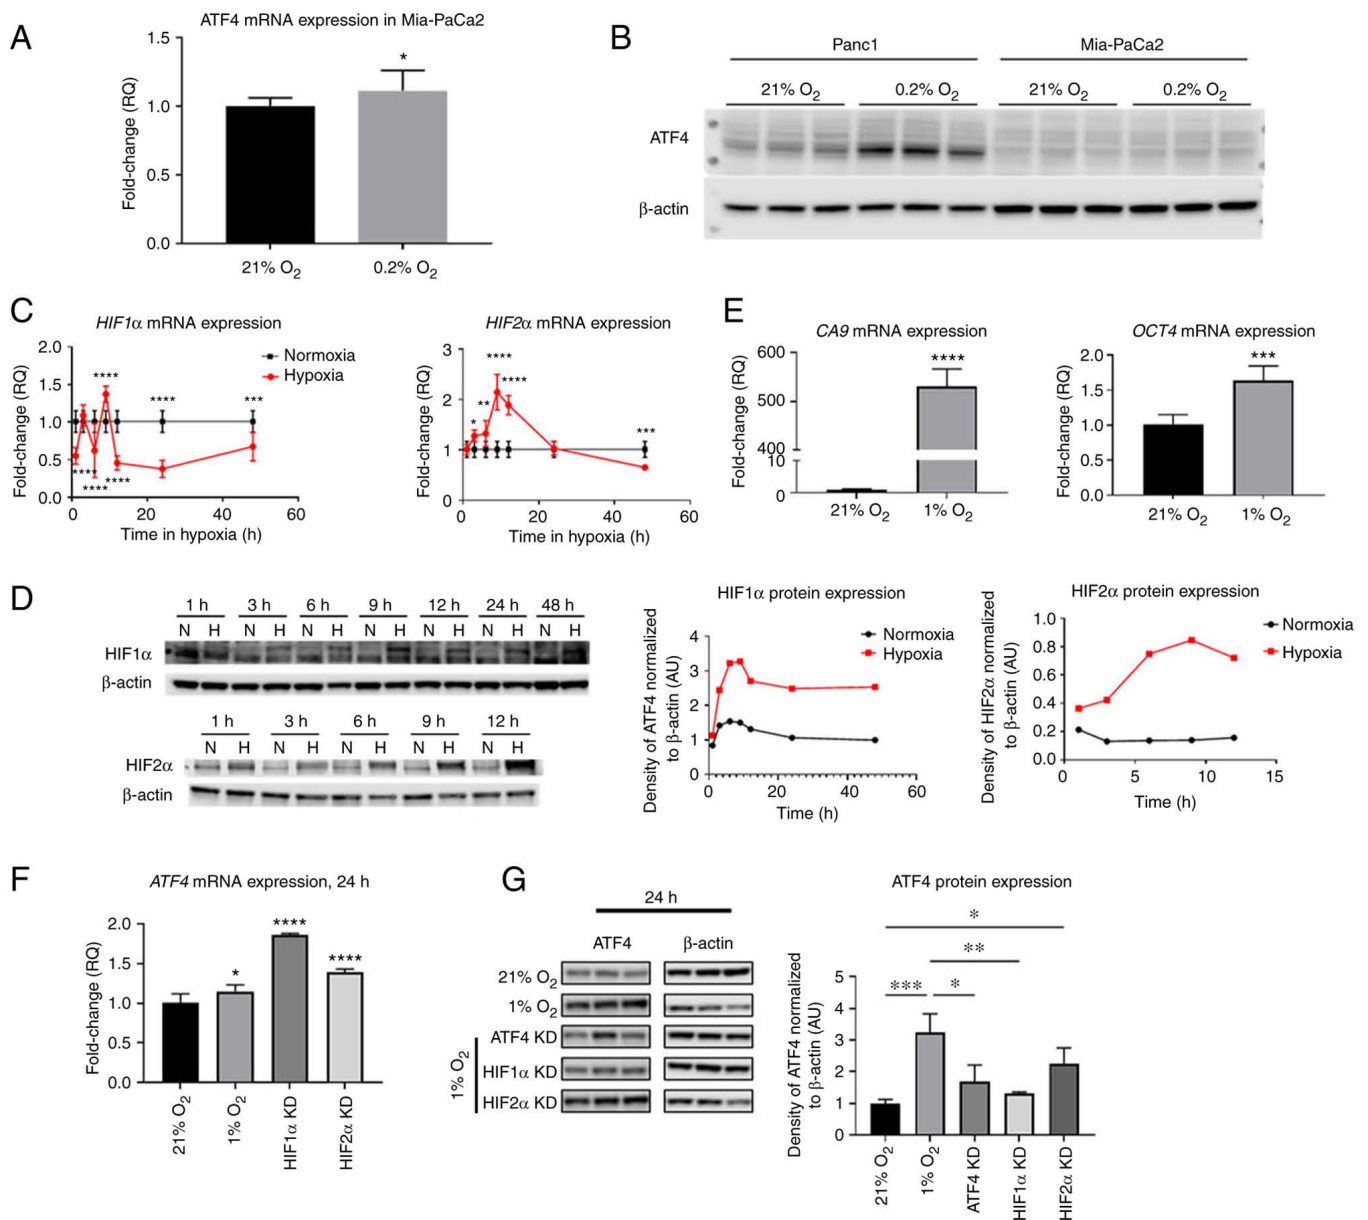 A
ATF4 mRNA expression in Mia-PaCa2
Fold-change (RQ)
1.5
1.0
0.5
0.0
*
21% O2
0.2% O2
B
Panc1
Mia-PaCa2
21% O2
0.2% O2
21% O2
0.2% O2
ATF4
β-actin
C
HIF1α mRNA expression
Fold-change (RQ)
2.0
1.5
1.0
0.5
0.0
Normoxia
Hypoxia
****
****
***
****
****
****
0
20
40
60
Time in hypoxia (h)
HIF2α mRNA expression
Fold-change (RQ)
3
2
1
0
****
****
**
*
***
0
20
40
60
Time in hypoxia (h)
E
CA9 mRNA expression
Fold-change (RQ)
600
500
400
10
0
****
21% O2
1% O2
OCT4 mRNA expression
Fold-change (RQ)
2.0
1.5
1.0
0.5
0.0
***
21% O2
1% O2
D
1 h
3 h
6 h
9 h
12 h
24 h
48 h
N H N H N H N H N H N H N H
HIF1α
β-actin
1 h
3 h
6 h
9 h
12 h
N H N H N H N H N H
HIF2α
β-actin
HIF1α protein expression
Density of ATF4 normalized
to β-actin (AU)
4
3
2
1
0
Normoxia
Hypoxia
0
20
40
60
Time (h)
HIF2α protein expression
Density of HIF2α normalized
to β-actin (AU)
1.0
0.8
0.6
0.4
0.2
0.0
Normoxia
Hypoxia
0
5
10
15
Time (h)
F
ATF4 mRNA expression, 24 h
Fold-change (RQ)
2.0
1.5
1.0
0.5
0.0
*
****
****
21% O2
1% O2
HIF1α KD
HIF2α KD
G
24 h
ATF4
β-actin
21% O2
1% O2
ATF4 KD
HIF1α KD
HIF2α KD
1% O2
ATF4 protein expression
Density of ATF4 normalized
to β-actin (AU)
5
4
3
2
1
0
*
**
***
*
21% O2
1% O2
ATF4 KD
HIF1α KD
HIF2α KD